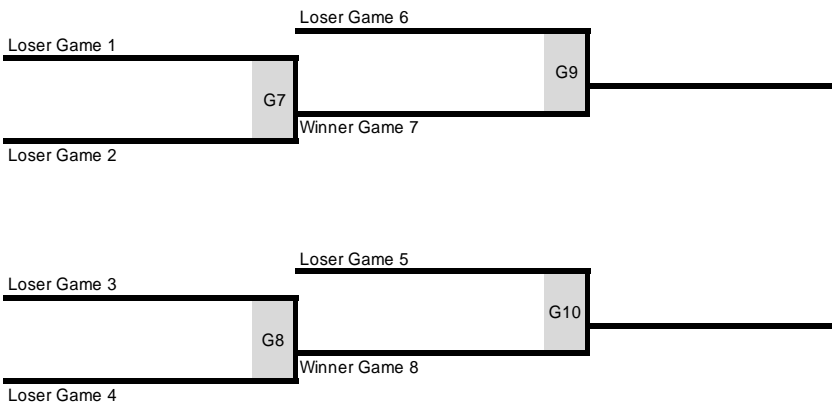 Loser Game 6
Loser Game 1
G9
G7
Winner Game 7
Loser Game 2
Loser Game 5
Loser Game 3
G10
G8
Winner Game 8
Loser Game 4